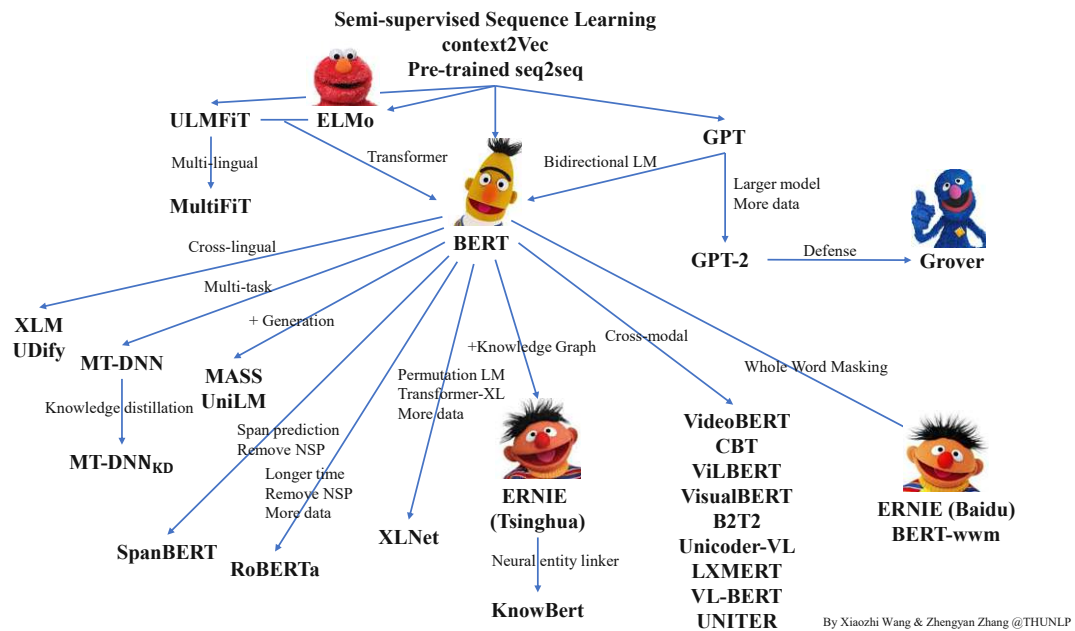 Semi-supervised Sequence Learning
context2Vec
Pre-trained seq2seq
ULMFiT
ELMo
GPT
Multi-lingual
Transformer
Bidirectional LM
Larger model
More data
MultiFiT
BERT
GPT-2
Defense
Grover
Cross-lingual
Multi-task
+ Generation
+Knowledge Graph
Cross-modal
Whole Word Masking
XLM
UDify
MT-DNN
MASS
UniLM
Permutation LM
Transformer-XL
More data
Knowledge distillation
MT-DNNKD
Span prediction
Remove NSP
Longer time
Remove NSP
More data
SpanBERT
RoBERTa
XLNet
ERNIE
(Tsinghua)
Neural entity linker
KnowBert
VideoBERT
CBT
ViLBERT
VisualBERT
B2T2
Unicoder-VL
LXMERT
VL-BERT
UNITER
ERNIE (Baidu)
BERT-wwm
By Xiaozhi Wang & Zhengyan Zhang @THUNLP